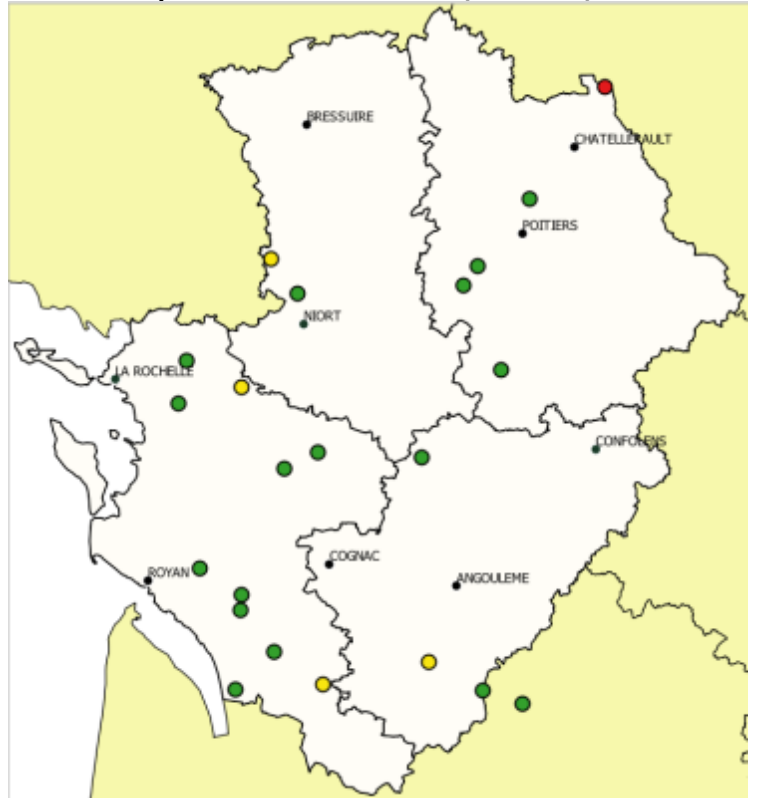 BRESSUIRE
CHATELLERAULT
POITIERS
NIORT
LA ROCHELLE
CONFOLENS
COGNAC
ROYAN
ANGOULEME